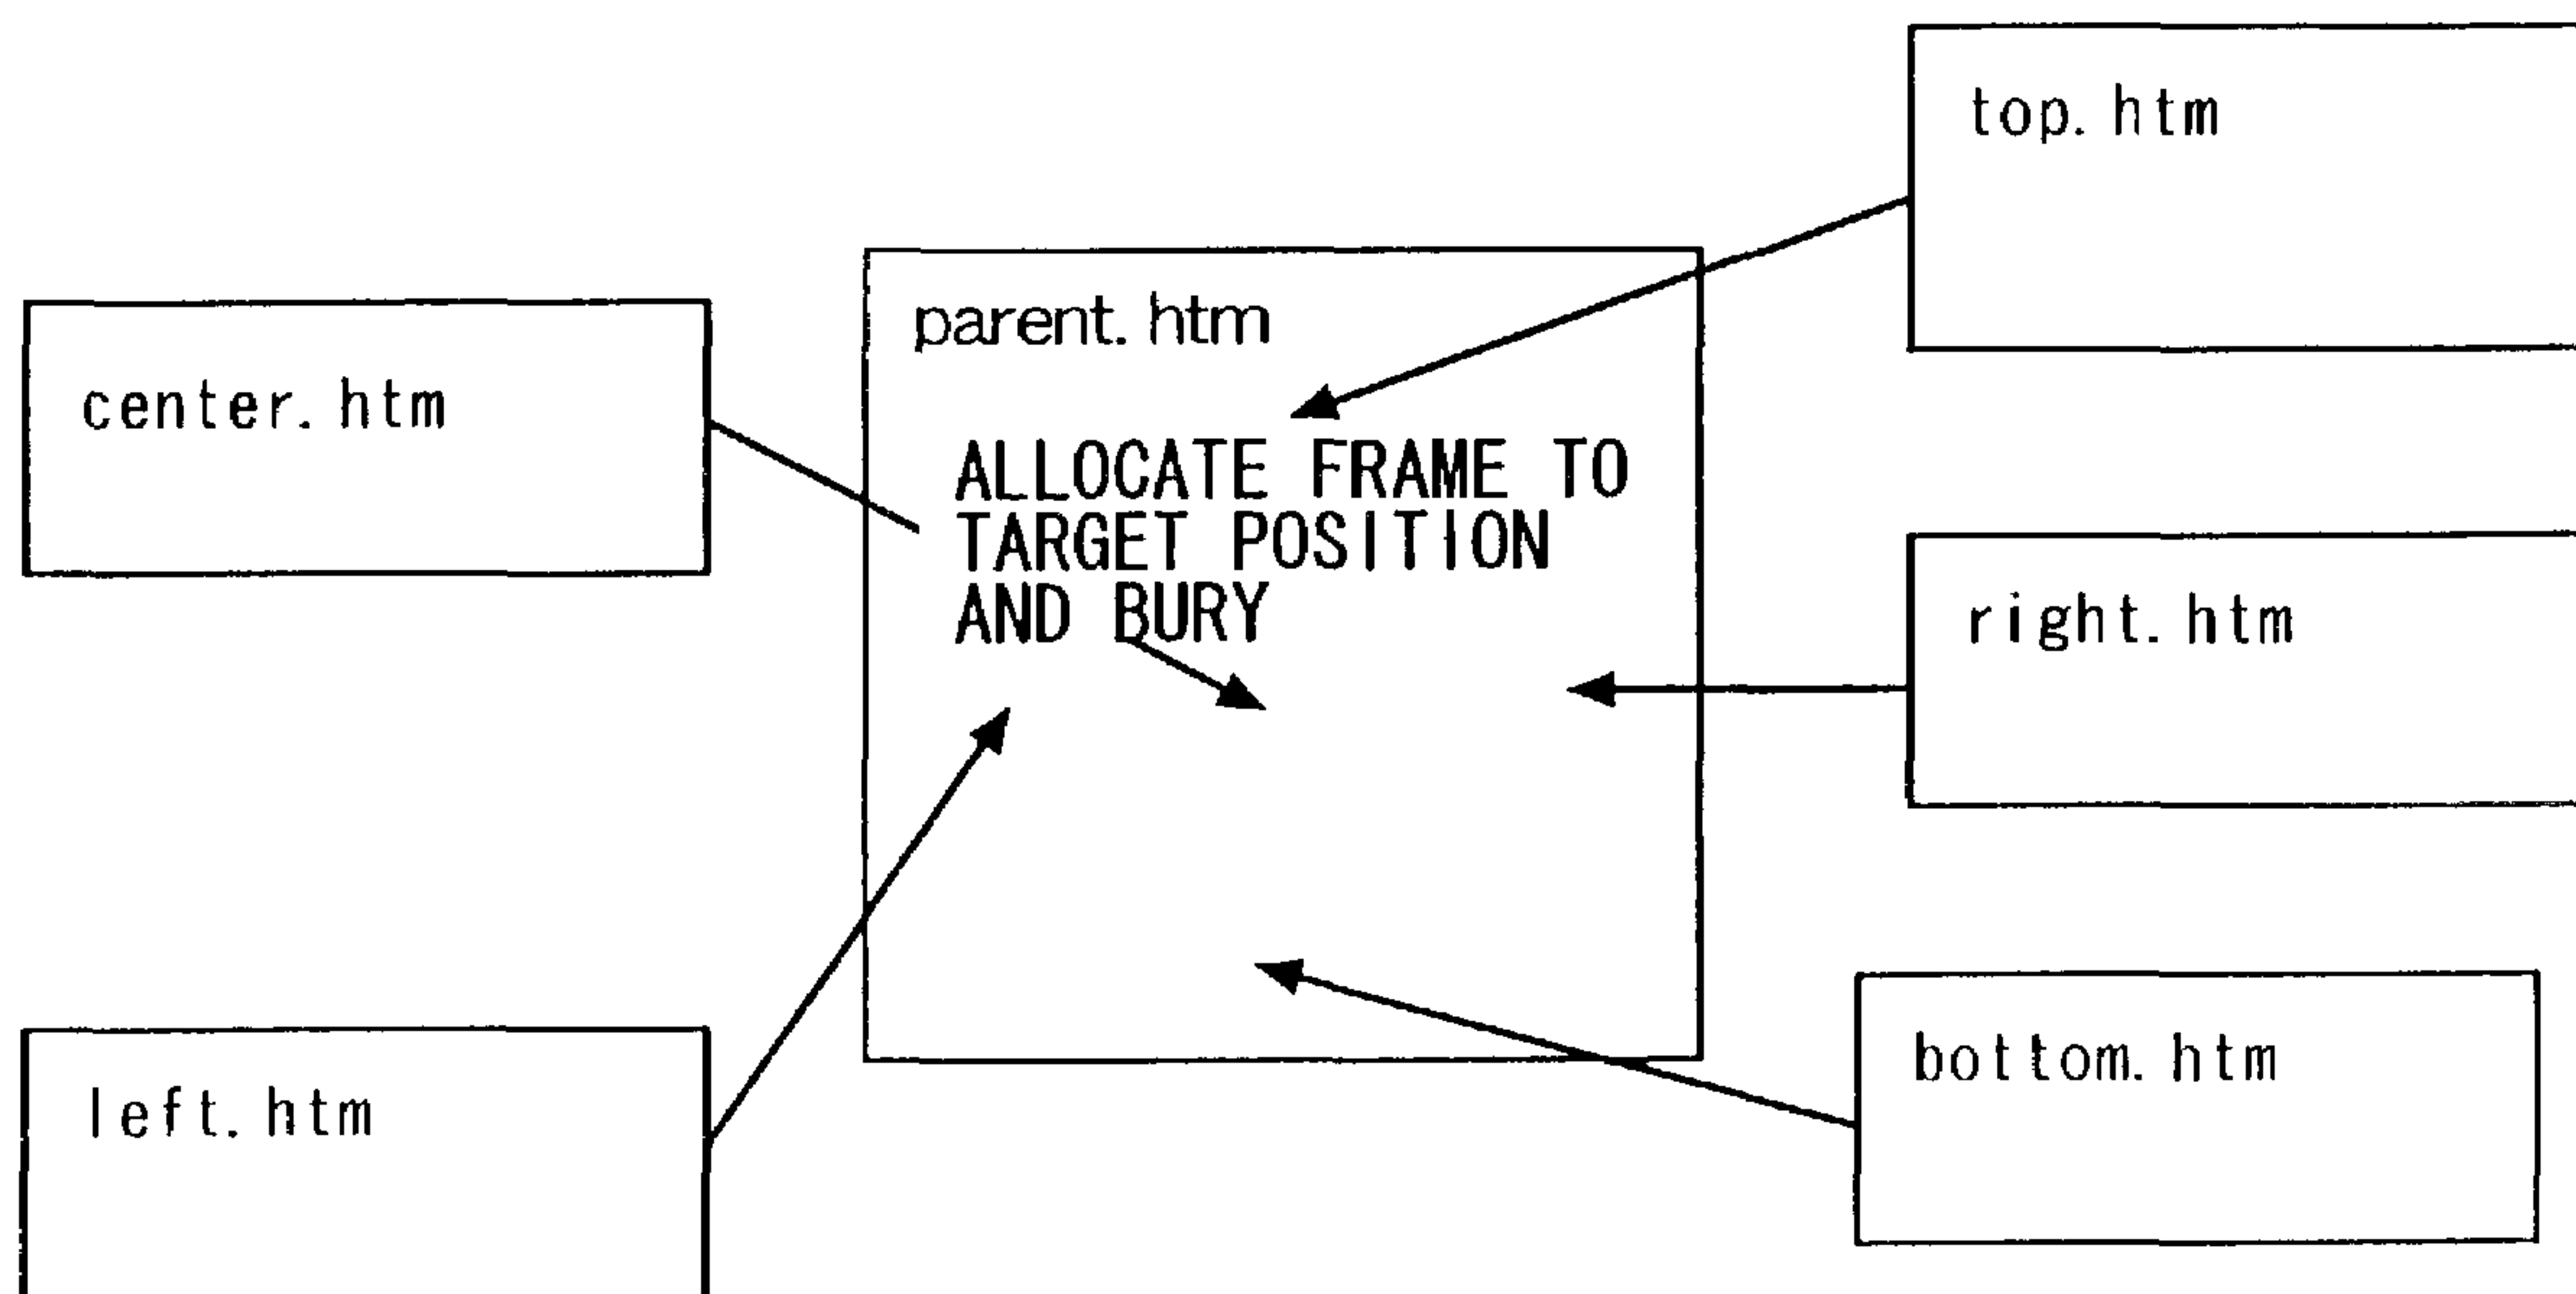 top. htm
parent. htm
center. htm
ALLOCATE FRAME TO
TARGET POSITION
AND BURY
right. htm
left. htm
bottom. htm